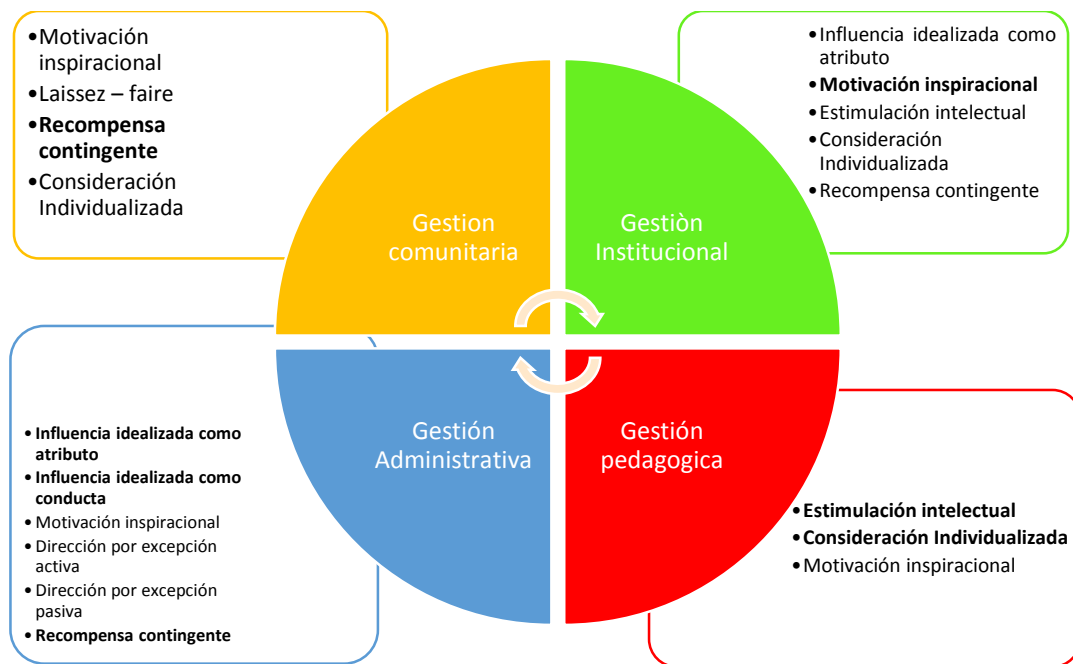 •Motivación
inspiracional
•Laissez – faire
•Recompensa
contingente
•Consideración
Individualizada
•Influencia idealizada como
atributo
•Motivación inspiracional
•Estimulación intelectual
•Consideración
Individualizada
•Recompensa contingente
Gestion
comunitaria
Gestiòn
Institucional
Gestión
Administrativa
Gestión
pedagogica
•Influencia idealizada como
atributo
•Influencia idealizada como
conducta
•Motivación inspiracional
•Dirección por excepción
activa
•Dirección por excepción
pasiva
•Recompensa contingente
•Estimulación intelectual
•Consideración Individualizada
•Motivación inspiracional